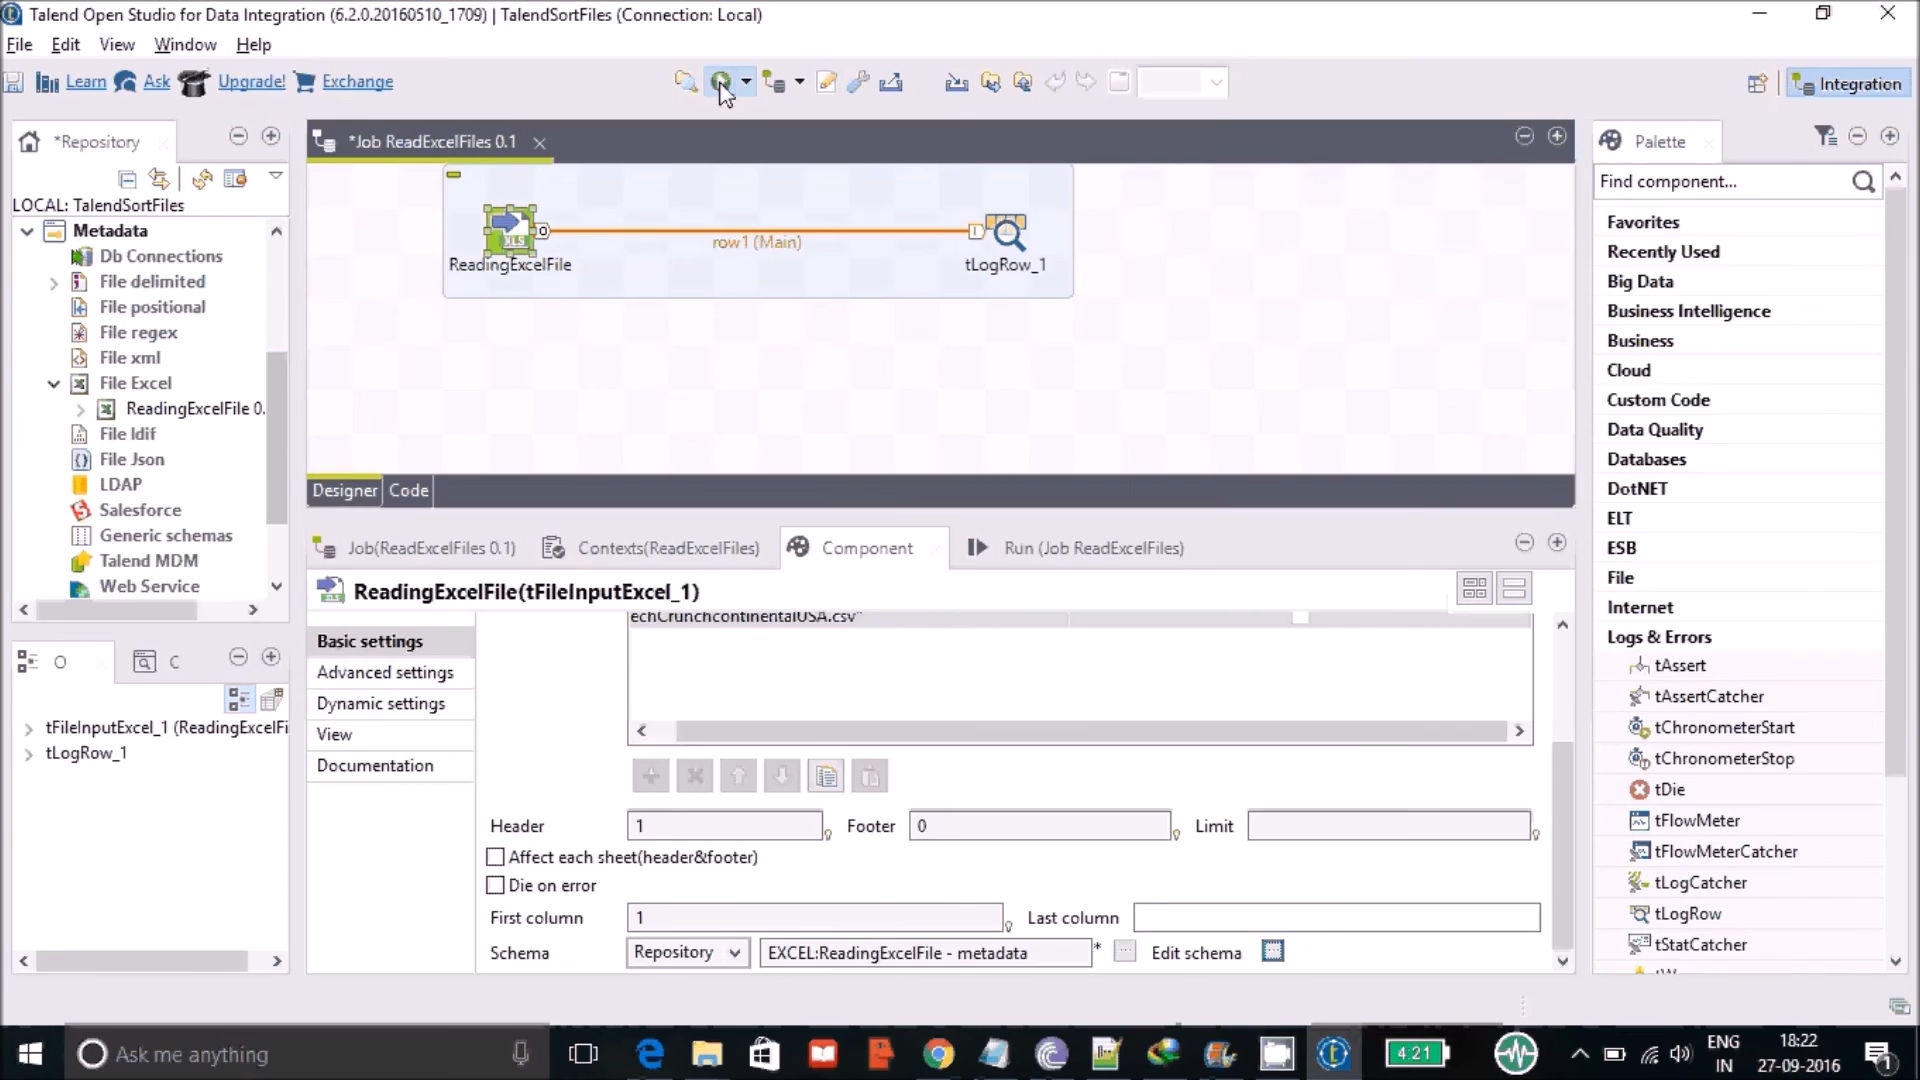 Talend Open Studio for Data Integration (6.2.0.20160510_1709) | TalendSortFiles (Connection: Local)
File Edit View Window Help
Learn Ask Upgrade! Exchange
Integration
*Repository
LOCAL: TalendSortFiles
Metadata
Db Connections
File delimited
File positional
File regex
File xml
File Excel
ReadingExcelFile 0.
File ldif
File Json
LDAP
Salesforce
Generic schemas
Talend MDM
Web Service
O
C
tFileInputExcel_1 (ReadingExcelFi
tLogRow_1
*Job ReadExcelFiles 0.1
XLS
row1 (Main)
ReadingExcelFile
tLogRow_1
Designer Code
Job(ReadExcelFiles 0.1) Contexts(ReadExcelFiles) Component Run (Job ReadExcelFiles)
ReadingExcelFile(tFileInputExcel_1)
Basic settings
Advanced settings
Dynamic settings
View
Documentation
echCrunchcontinentalUSA.csv"
Header 1 Footer 0 Limit
Affect each sheet(header&footer)
Die on error
First column 1 Last column
Schema Repository EXCEL:ReadingExcelFile - metadata * ... Edit schema
Palette
Find component...
Favorites
Recently Used
Big Data
Business Intelligence
Business
Cloud
Custom Code
Data Quality
Databases
DotNET
ELT
ESB
File
Internet
Logs & Errors
tAssert
tAssertCatcher
tChronometerStart
tChronometerStop
tDie
tFlowMeter
tFlowMeterCatcher
tLogCatcher
tLogRow
tStatCatcher
Ask me anything
4:21
ENG
IN
18:22
27-09-2016
1